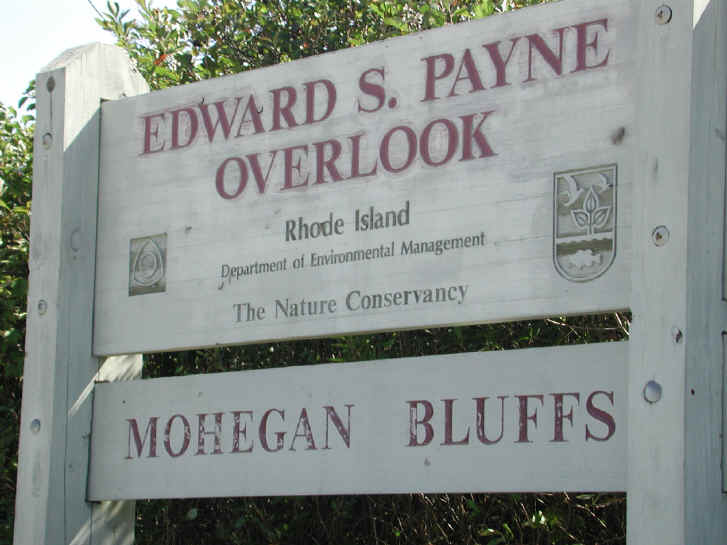 EDWARD S. PAYNE
OVERLOOK
Rhode Island
Department of Environmental Management
The Nature Conservancy
MOHEGAN BLUFFS